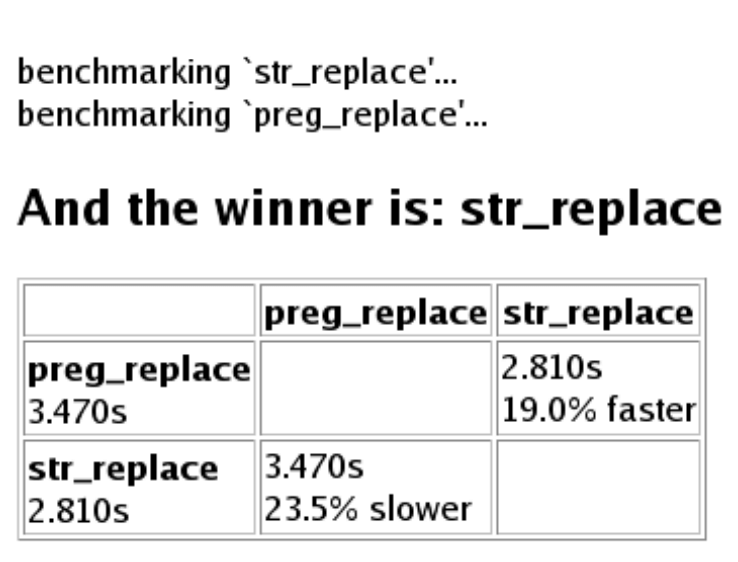 benchmarking `str_replace'...
benchmarking `preg_replace'...
And the winner is: str_replace
preg_replace str_replace
preg_replace 2.810s
3.470s 19.0% faster
str_replace 3.470s
2.810s 23.5% slower